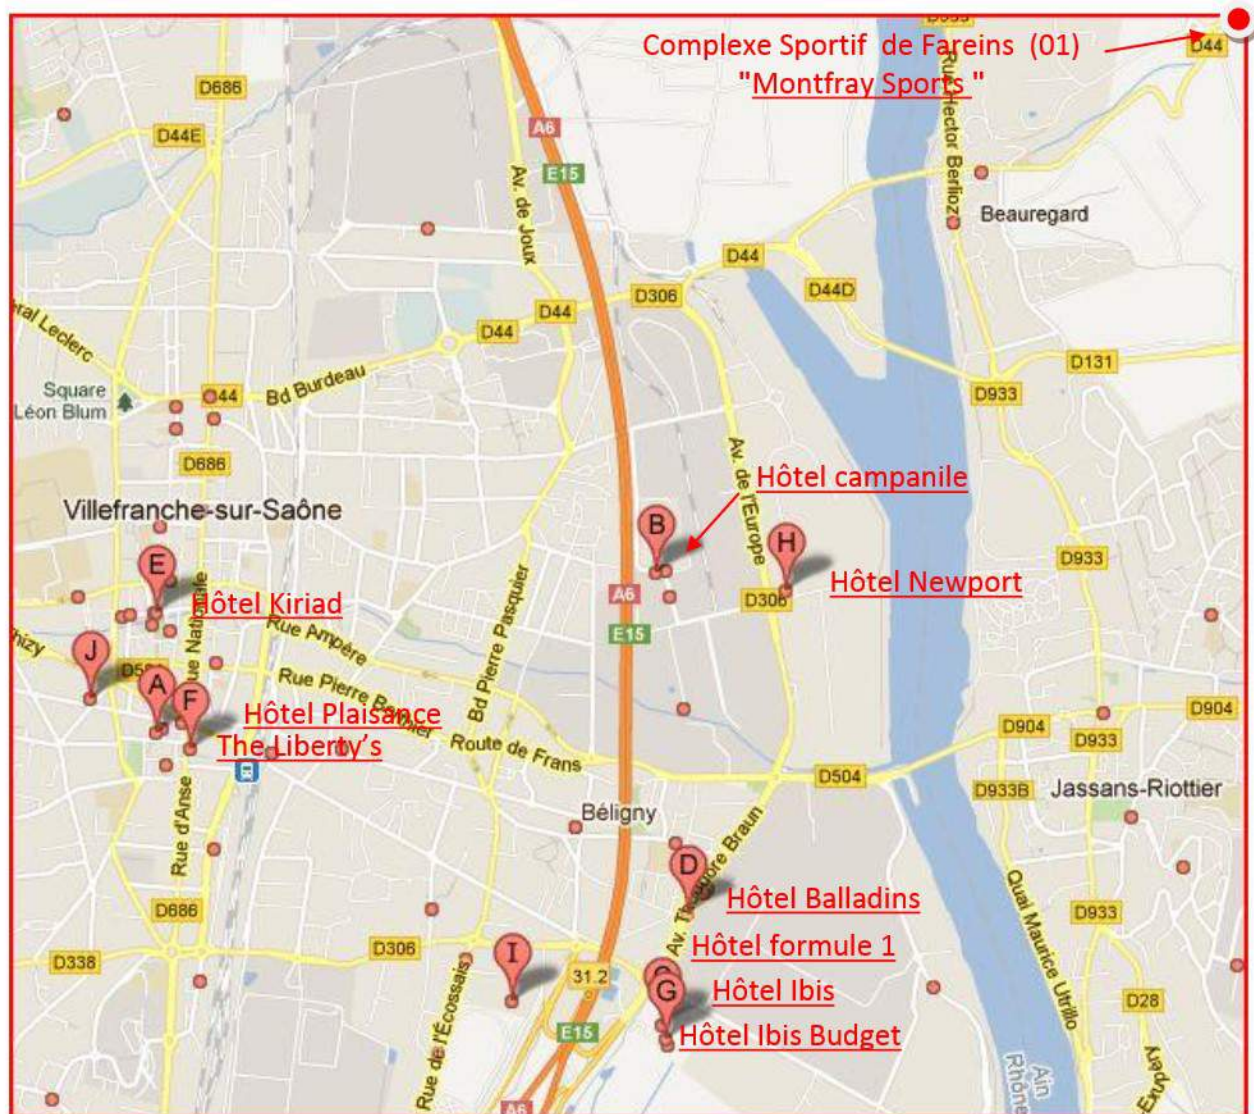 D933
Complexe Sportif de Fareins (01)
D44
"Montfray Sports "
D686
Rue Hector Berlioz
A6
D44E
E15
Av. de Joux
Beauregard
D44
D44D
D306
D44
D44
eral Leclerc
D131
Bd Burdeau
Square
Léon Blum
D44
D933
D686
Av. de l'Europe
Hôtel campanile
Villefranche-sur-Saône
B
H
D933
E
A6
D306
Hôtel Newport
Hôtel Kiriad
E15
Rue Ampère
Bd Pierre Pasquier
J
A
F
Rue Pierre
Hôtel Plaisance
D904
D904
The Liberty's
Route de Frans
D933
D504
D933B
Jassans-Riottier
Béligny
Rue d'Anse
D
Av.
Braun
Hôtel Balladins
Quai Maurice Utrillo
D686
D933
D306
Hôtel formule 1
D338
I
31.2
G
Hôtel Ibis
D28
Rue de l'Écossais
E15
Hôtel Ibis Budget
Ain
Rhône
A6